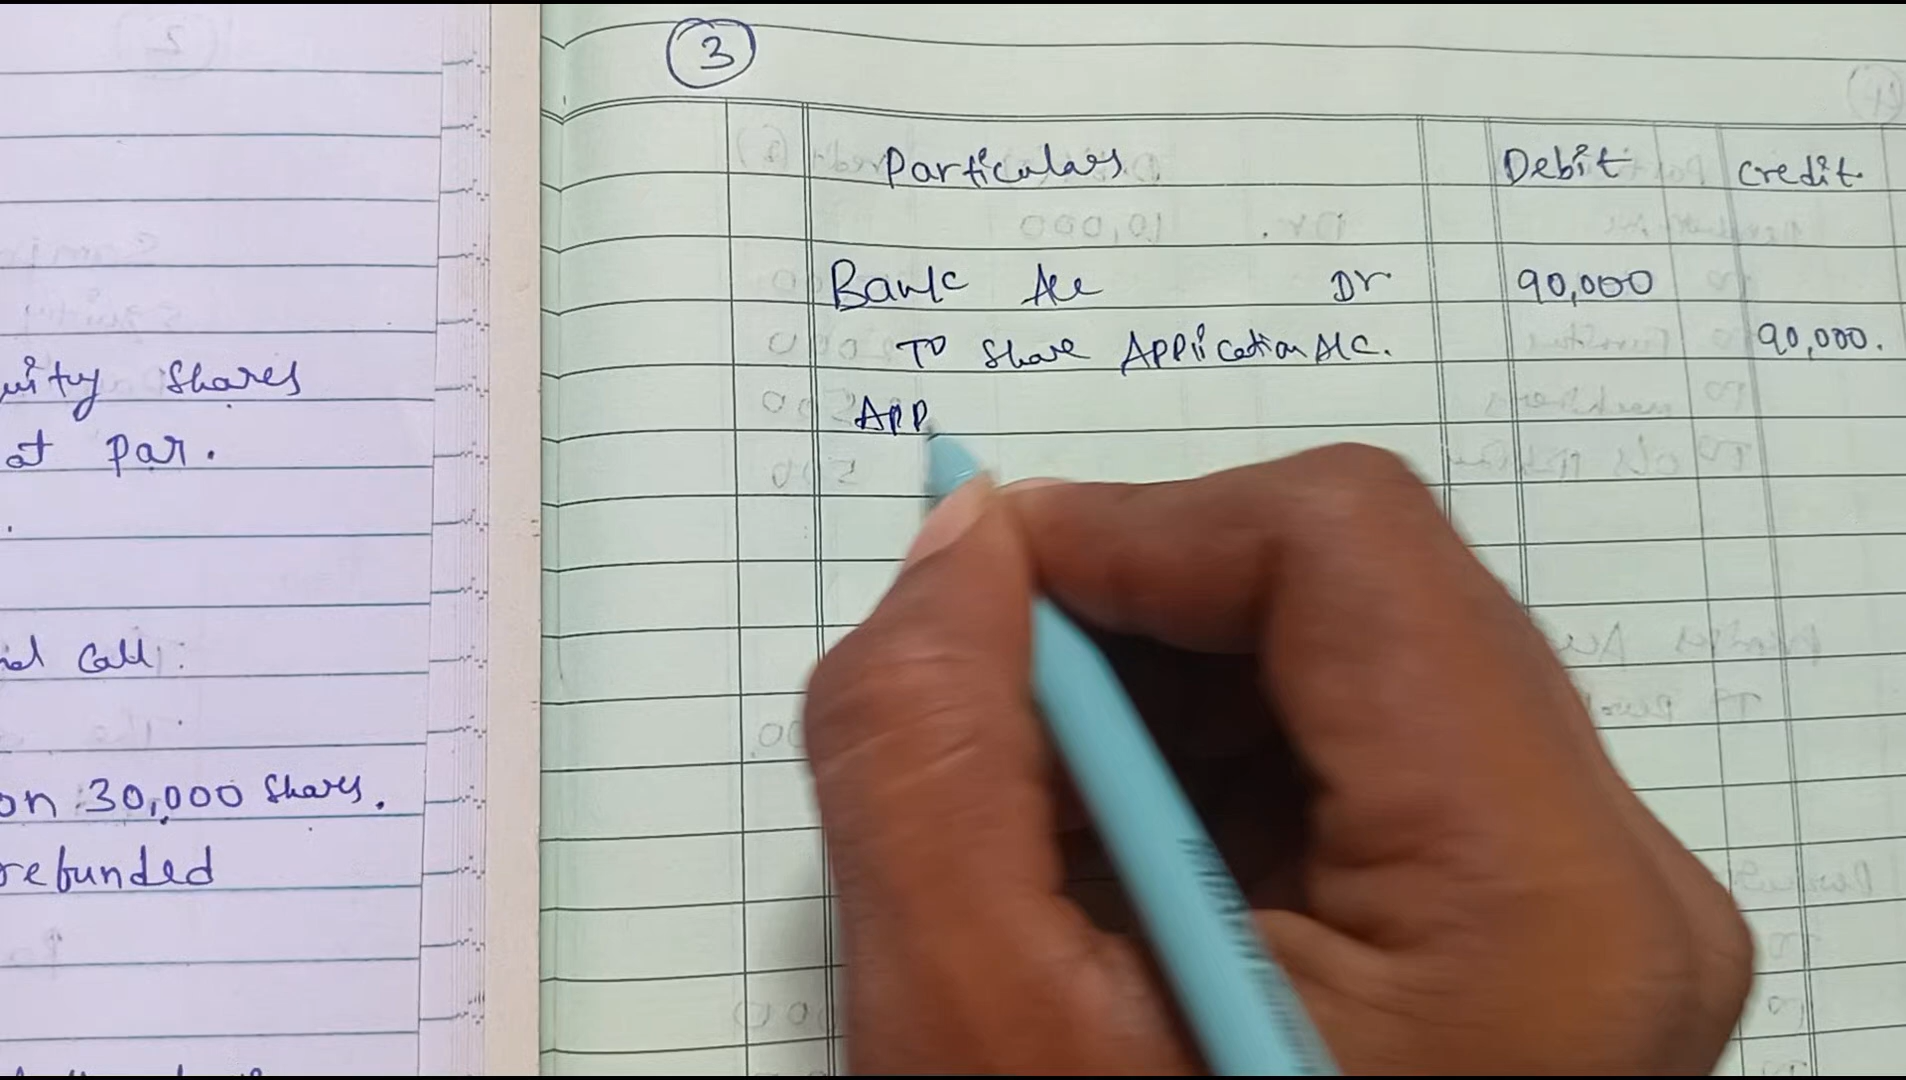 uity shares
at par.
al call:
on 30,000 shares.
refunded
3
Particulars Debit Credit.
Bank Acc Dr 90,000
To Share Application A/C. 90,000.
APP